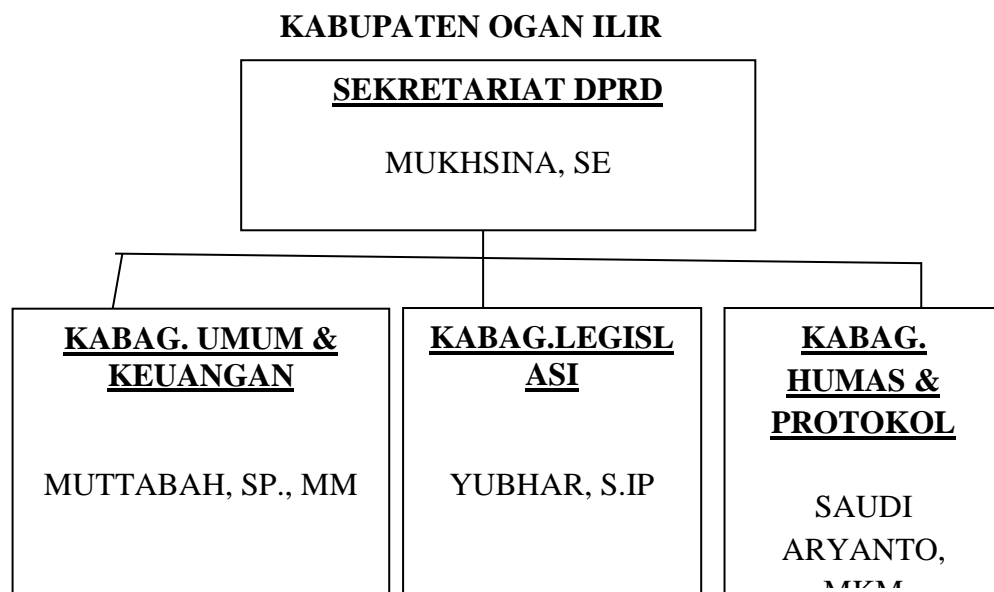 KABUPATEN OGAN ILIR
SEKRETARIAT DPRD
MUKHSINA, SE
KABAG. UMUM &
KEUANGAN
MUTTABAH, SP., MM
KABAG.LEGISL
ASI
YUBHAR, S.IP
KABAG.
HUMAS &
PROTOKOL
SAUDI
ARYANTO,
MKM